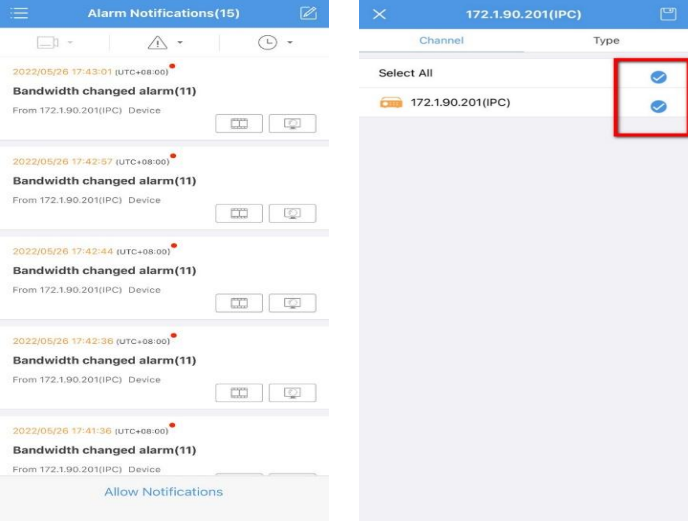 Alarm Notifications(15)
2022/05/26 17:43:01 (UTC+08:00)
Bandwidth changed alarm(11)
From 172.1.90.201(IPC) Device
2022/05/26 17:42:57 (UTC+08:00)
Bandwidth changed alarm(11)
From 172.1.90.201(IPC) Device
2022/05/26 17:42:44 (UTC+08:00)
Bandwidth changed alarm(11)
From 172.1.90.201(IPC) Device
2022/05/26 17:42:36 (UTC+08:00)
Bandwidth changed alarm(11)
From 172.1.90.201(IPC) Device
2022/05/26 17:41:36 (UTC+08:00)
Bandwidth changed alarm(11)
From 172.1.90.201(IPC) Device
Allow Notifications
172.1.90.201(IPC)
Channel Type
Select All
172.1.90.201(IPC)